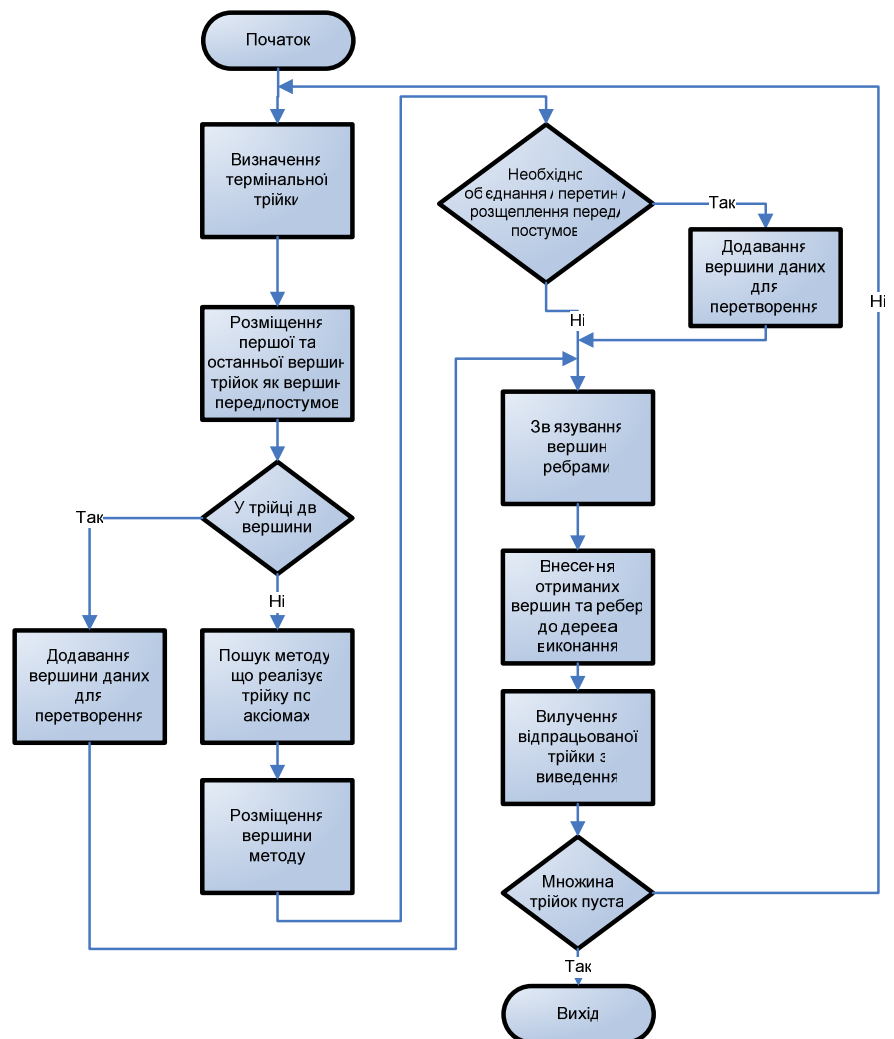 Початок
Визначення
термінальної
трійки
Розміщення
першої та
останньої вершин
трійок як вершин
перед/постумов
У трійці дв
вершини
Так
Ні
Додавання
вершини даних
для
перетворення
Пошук методу
що реалізує
трійку по
аксіомах
Розміщення
вершини
методу
Необхідно
об єднання / перетин /
розщеплення перед/
постумов
Так
Додавання
вершини даних
для
перетворення
Ні
Ні
Зв язування
вершин
ребрами
Внесення
отриманих
вершин та ребер
до дерева
виконання
Вилучення
відпрацьованої
трійки з
виведення
Множина
трійок пуста
Так
Вихід